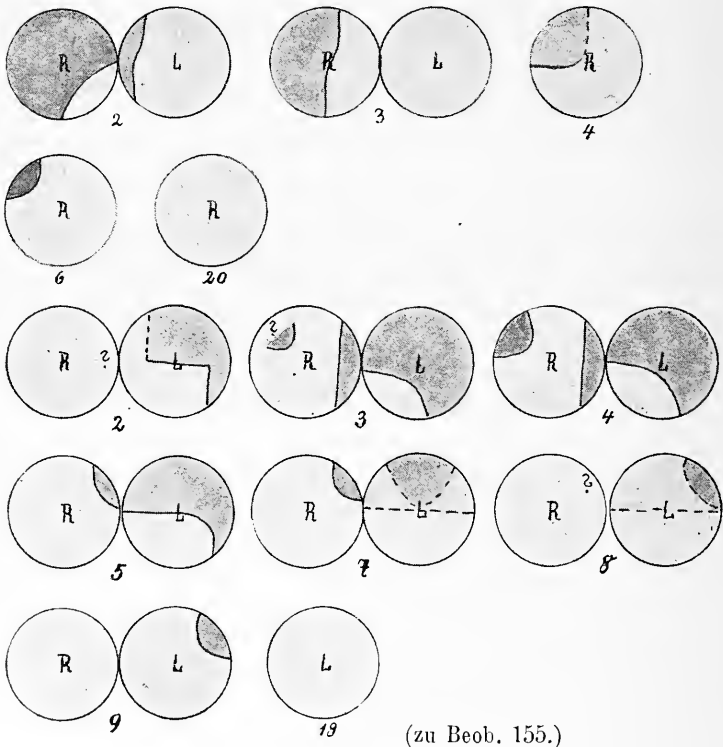 R L R L R
2 3 4
R R
6 20
R ? L ? R L R L
2 3 4
R L R L R ? L
5 7 8
R L L
9 19
(zu Beob. 155.)